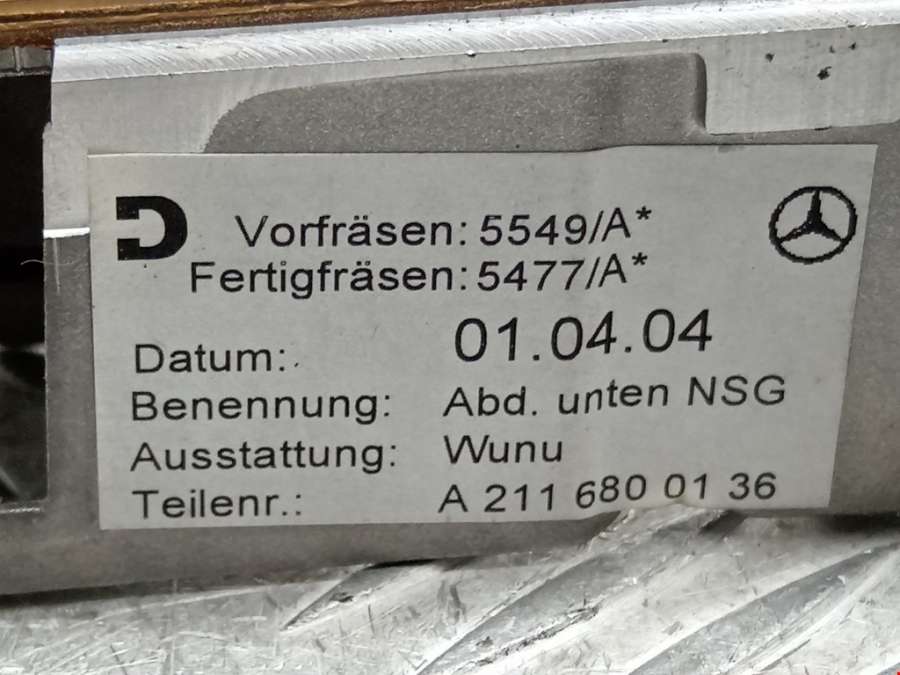 Vorfräsen: 5549/A*
Fertigfräsen: 5477/A*
Datum: 01.04.04
Benennung: Abd. unten NSG
Ausstattung: Wunu
Teilenr.: A 211 680 01 36